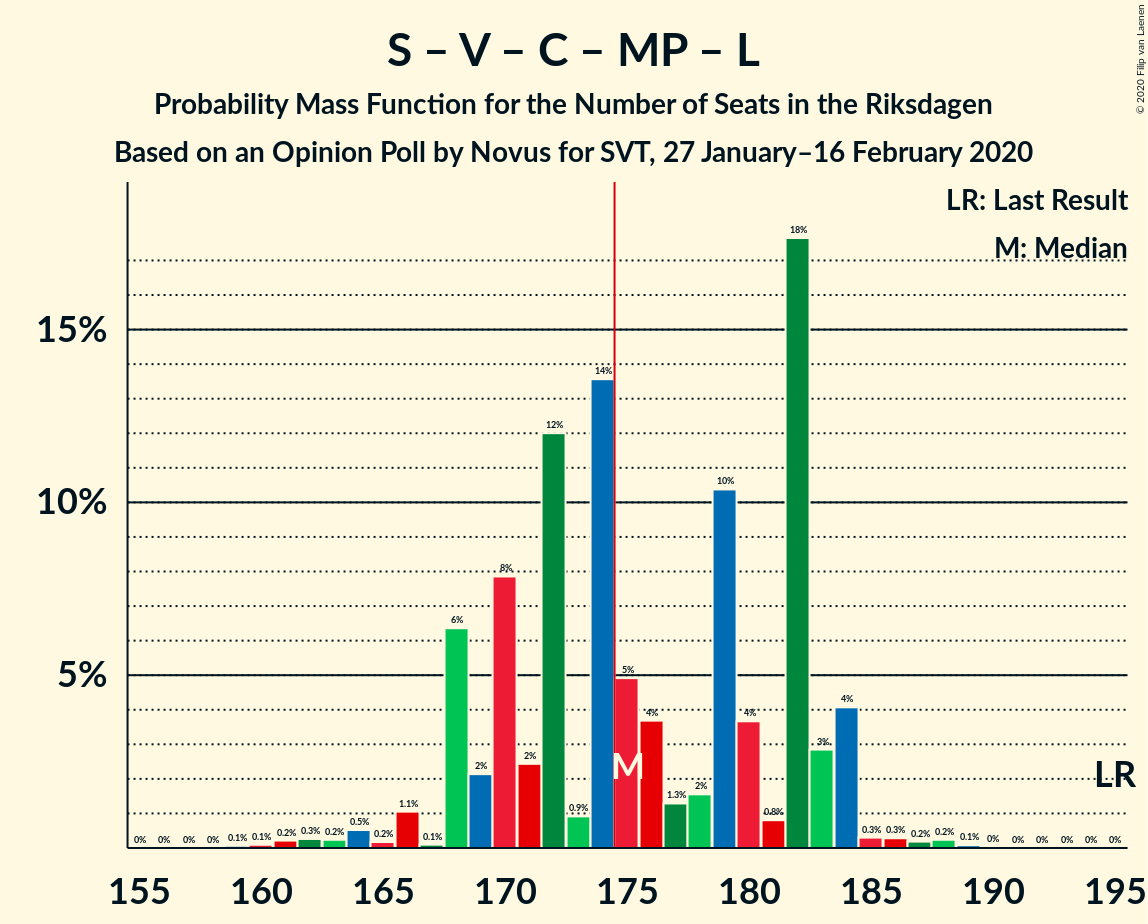 S – V – C – MP – L
Probability Mass Function for the Number of Seats in the Riksdagen
Based on an Opinion Poll by Novus for SVT, 27 January–16 February 2020
© 2020 Filip van Laenen
LR: Last Result
M: Median
15%
10%
5%
0% 0% 0% 0% 0.1% 0.1% 0.2% 0.3% 0.2% 0.5% 0.2% 1.1% 0.1% 6% 2% 8% 2% 12% 0.9% 14% 5% 4% 1.3% 2% 10% 4% 0.8% 18% 3% 4% 0.3% 0.3% 0.2% 0.2% 0.1% 0% 0% 0% 0% 0% 0%
M
LR
155 160 165 170 175 180 185 190 195